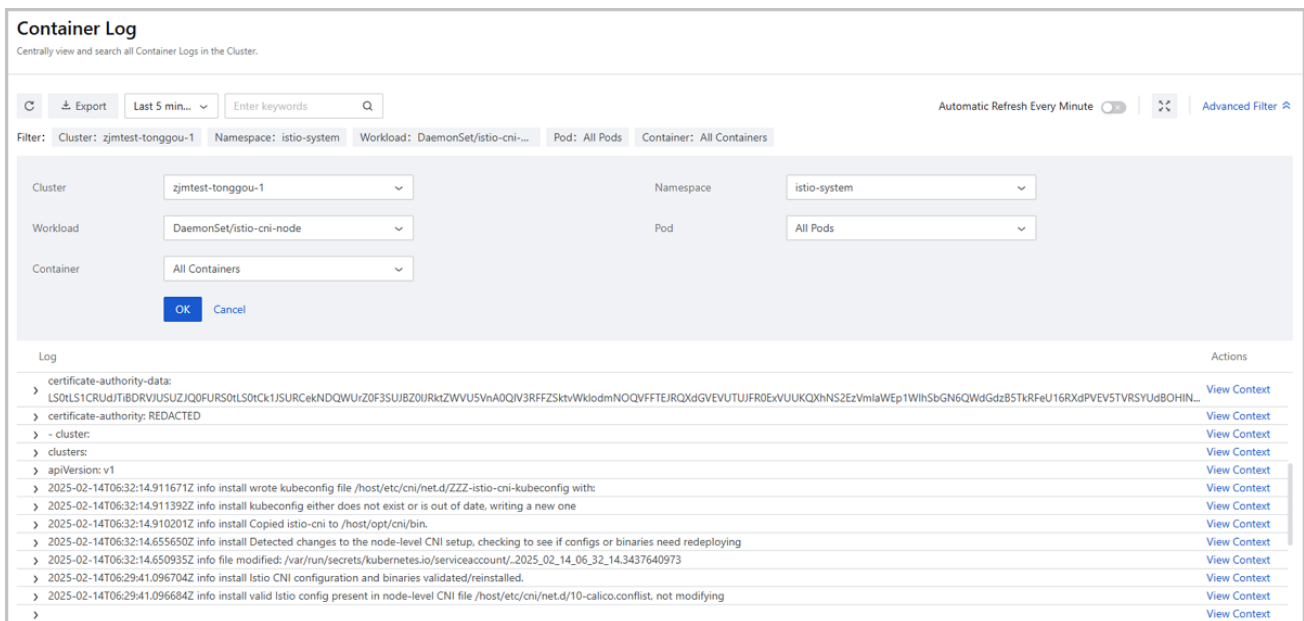 Container Log
Centrally view and search all Container Logs in the Cluster.
Export Last 5 min... Enter keywords Automatic Refresh Every Minute Advanced Filter
Filter: Cluster: zjmtest-tonggou-1 Namespace: istio-system Workload: DaemonSet/istio-cni-... Pod: All Pods Container: All Containers
Cluster zjmtest-tonggou-1 Namespace istio-system
Workload DaemonSet/istio-cni-node Pod All Pods
Container All Containers
OK Cancel
Log Actions
certificate-authority-data:
View Context
certificate-authority: REDACTED View Context
- cluster: View Context
clusters: View Context
apiVersion: v1 View Context
2025-02-14T06:32:14.911671Z info install wrote kubeconfig file /host/etc/cni/net.d/ZZZ-istio-cni-kubeconfig with: View Context
2025-02-14T06:32:14.911392Z info install kubeconfig either does not exist or is out of date, writing a new one View Context
2025-02-14T06:32:14.910201Z info install Copied istio-cni to /host/opt/cni/bin. View Context
2025-02-14T06:32:14.655650Z info install Detected changes to the node-level CNI setup, checking to see if configs or binaries need redeploying View Context
2025-02-14T06:32:14.650935Z info file modified: /var/run/secrets/kubernetes.io/serviceaccount/..2025_02_14_06_32_14.3437640973 View Context
2025-02-14T06:29:41.096704Z info install Istio CNI configuration and binaries validated/reinstalled. View Context
2025-02-14T06:29:41.096684Z info install valid Istio config present in node-level CNI file /host/etc/cni/net.d/10-calico.conflist, not modifying View Context
View Context